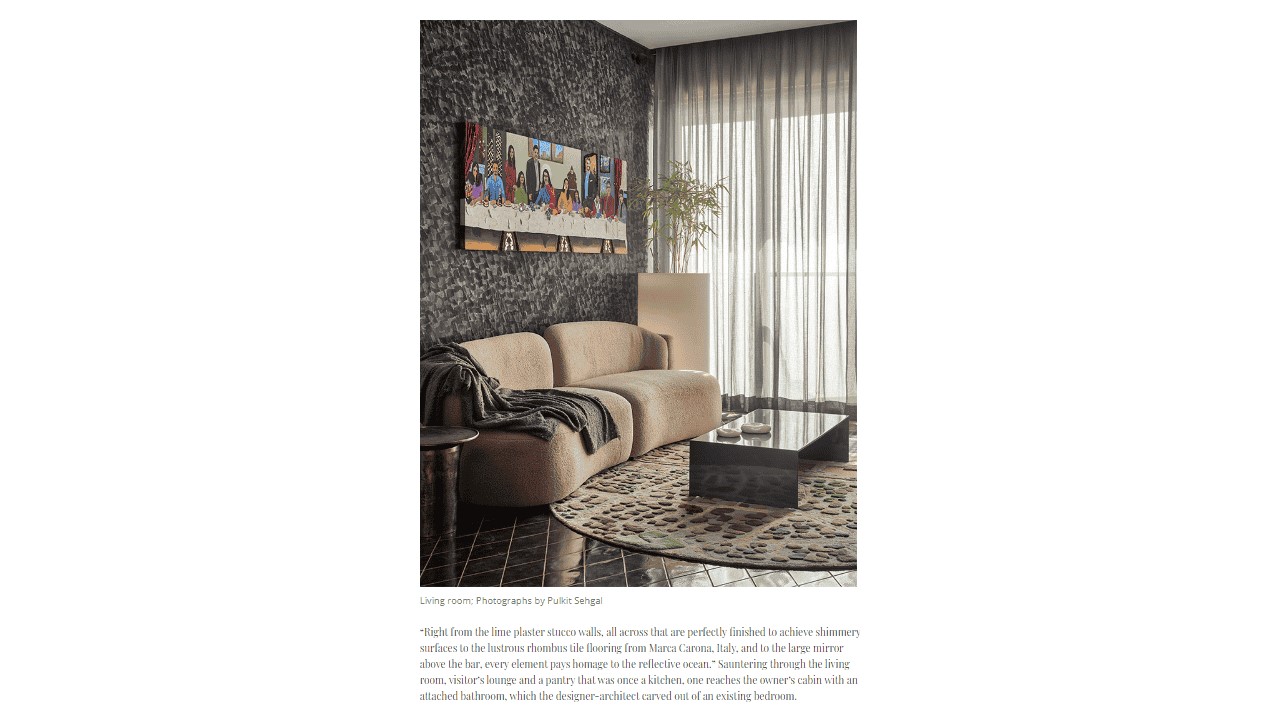 Living room; Photographs by Pulkit Sehgal
“Right from the lime plaster stucco walls, all across that are perfectly finished to achieve shimmery
surfaces to the lustrous rhombus tile flooring from Marca Carona, Italy, and to the large mirror
above the bar, every element pays homage to the reflective ocean.” Sauntering through the living
room, visitor’s lounge and a pantry that was once a kitchen, one reaches the owner’s cabin with an
attached bathroom, which the designer-architect carved out of an existing bedroom.